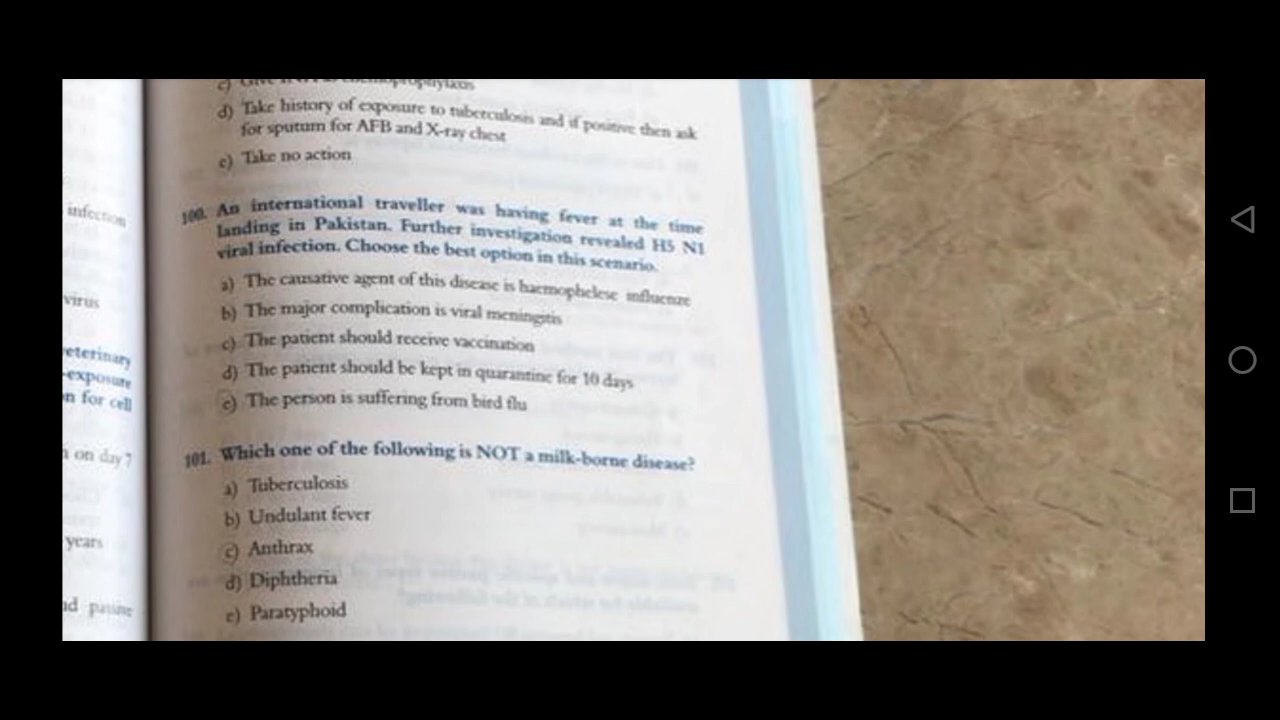 c) Give INH as chemoprophylaxis
d) Take history of exposure to tuberculosis and if positive then ask
for sputum for AFB and X-ray chest
e) Take no action
100. An international traveller was having fever at the time
landing in Pakistan. Further investigation revealed H5 N1
viral infection. Choose the best option in this scenario.
a) The causative agent of this disease is haemophelese influenze
b) The major complication is viral meningitis
c) The patient should receive vaccination
d) The patient should be kept in quarantine for 10 days
e) The person is suffering from bird flu
101. Which one of the following is NOT a milk-borne disease?
a) Tuberculosis
b) Undulant fever
c) Anthrax
d) Diphtheria
e) Paratyphoid
infection
virus
eterinary
-exposure
n for cell
on day 7
years